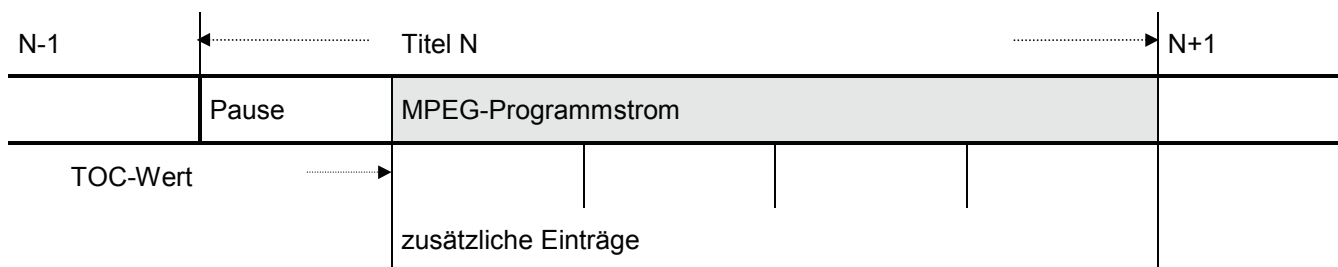 N-1 Titel N N+1
Pause MPEG-Programmstrom
TOC-Wert
zusätzliche Einträge